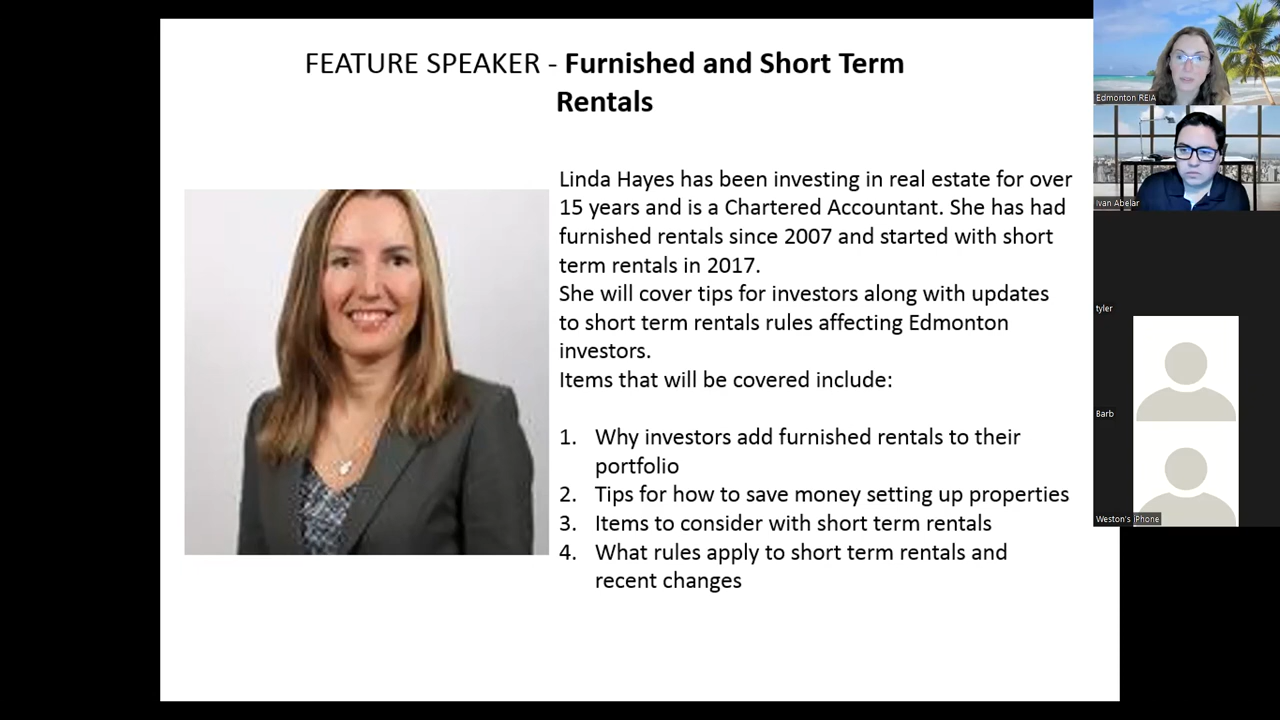 FEATURE SPEAKER - Furnished and Short Term
Rentals
Linda Hayes has been investing in real estate for over
15 years and is a Chartered Accountant. She has had
furnished rentals since 2007 and started with short
term rentals in 2017.
She will cover tips for investors along with updates
to short term rentals rules affecting Edmonton
investors.
Items that will be covered include:
1. Why investors add furnished rentals to their
portfolio
2. Tips for how to save money setting up properties
3. Items to consider with short term rentals
4. What rules apply to short term rentals and
recent changes
Edmonton REIA
Ivan Abelar
tyler
Barb
Weston's iPhone